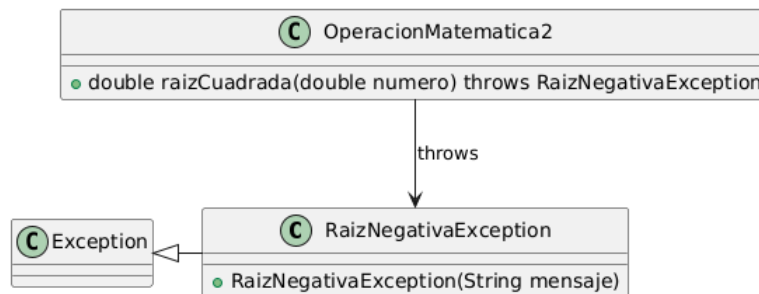 C OperacionMatematica2
double raizCuadrada(double numero) throws RaizNegativaException
throws
C Exception
C RaizNegativaException
RaizNegativaException(String mensaje)